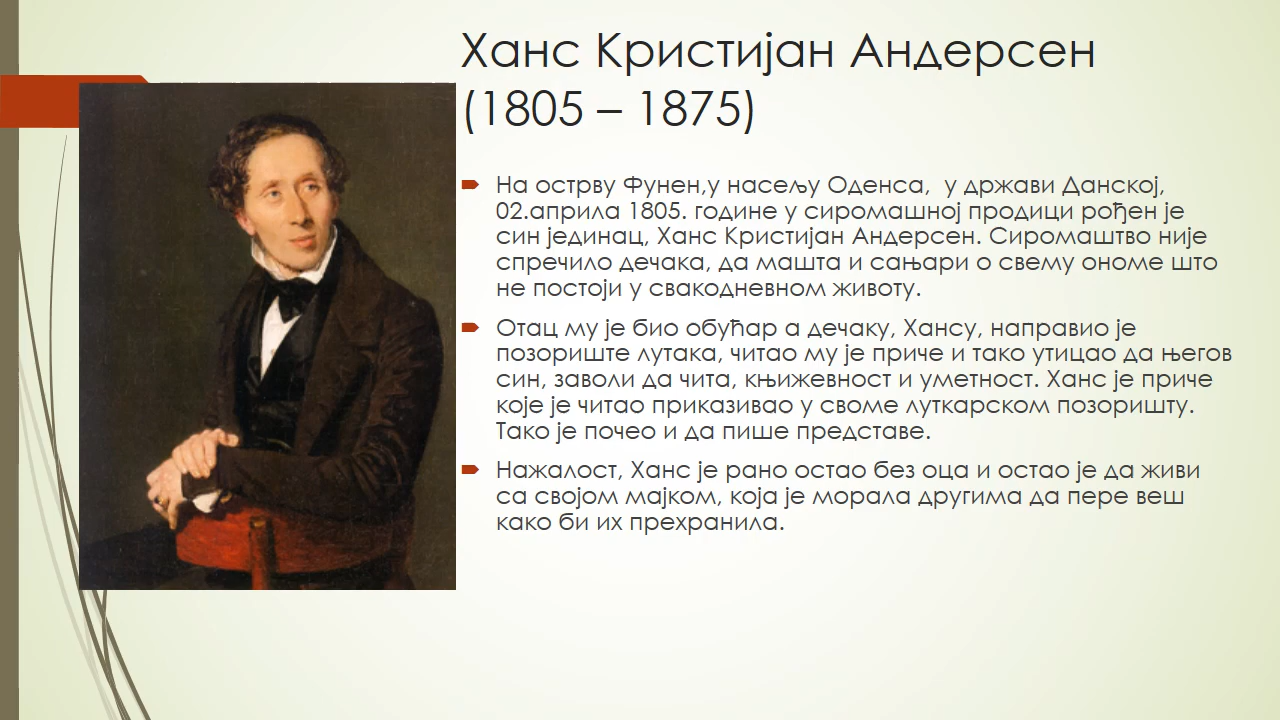 Ханс Кристијан Андерсен
(1805 – 1875)
На острву Фунен,у насељу Оденса,  у држави Данској,
02.априла 1805. године у сиромашној продици рођен је
син јединац, Ханс Кристијан Андерсен. Сиромаштво није
спречило дечака, да машта и сањари о свему ономе што
не постоји у свакодневном животу.
Отац му је био обућар а дечаку, Хансу, направио је
позориште лутака, читао му је приче и тако утицао да његов
син, заволи да чита, књижевност и уметност. Ханс је приче
које је читао приказивао у своме луткарском позоришту.
Тако је почео и да пише представе.
Нажалост, Ханс је рано остао без оца и остао је да живи
са својом мајком, која је морала другима да пере веш
како би их прехранила.